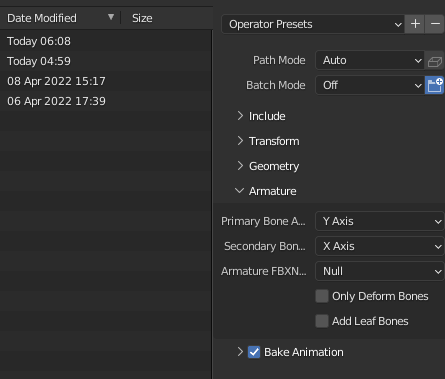 Date Modified
Size
Today 06:08
Today 04:59
08 Apr 2022 15:17
06 Apr 2022 17:39
Operator Presets
Path Mode Auto
Batch Mode Off
Include
Transform
Geometry
Armature
Primary Bone A... Y Axis
Secondary Bon... X Axis
Armature FBXN... Null
Only Deform Bones
Add Leaf Bones
Bake Animation